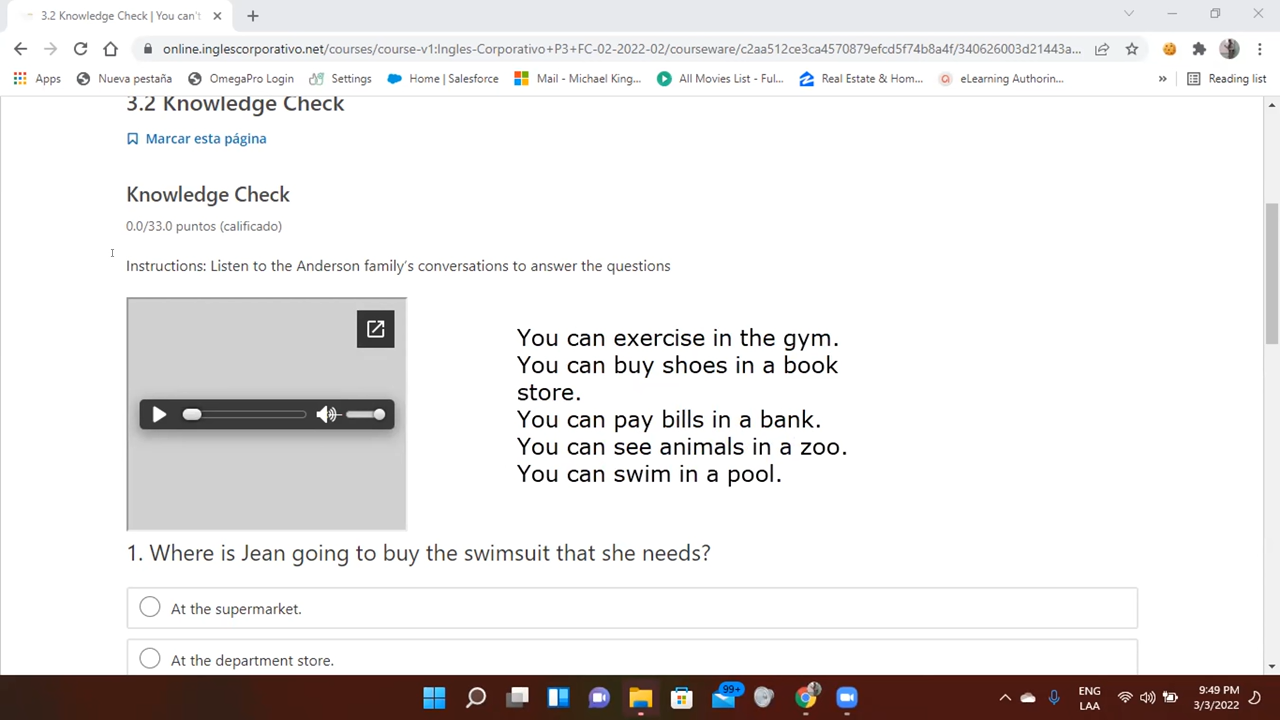 3.2 Knowledge Check | You can't
online.inglescorporativo.net/courses/course-v1:Ingles-Corporativo+P3+FC-02-2022-02/courseware/c2aa512ce3ca4570879efcd5f74b8a4f/340626003d21443a...
Apps Nueva pestaña OmegaPro Login Settings Home | Salesforce Mail - Michael King... All Movies List - Ful... Real Estate & Hom... eLearning Authorin... » Reading list
3.2 Knowledge Check
Marcar esta página
Knowledge Check
0.0/33.0 puntos (calificado)
Instructions: Listen to the Anderson family's conversations to answer the questions
You can exercise in the gym.
You can buy shoes in a book
store.
You can pay bills in a bank.
You can see animals in a zoo.
You can swim in a pool.
1. Where is Jean going to buy the swimsuit that she needs?
At the supermarket.
At the department store.
99+
ENG
LAA
9:49 PM
3/3/2022